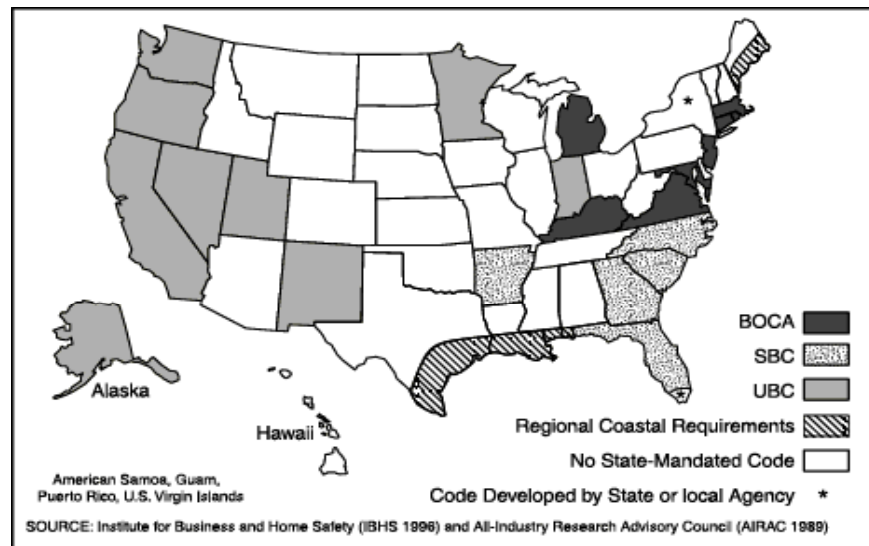 BOCA
SBC
Alaska
UBC
Hawaii
Regional Coastal Requirements
No State-Mandated Code
American Samoa, Guam,
Puerto Rico, U.S. Virgin Islands
Code Developed by State or local Agency *
SOURCE: Institute for Business and Home Safety (IBHS 1996) and All-Industry Research Advisory Council (AIRAC 1989)